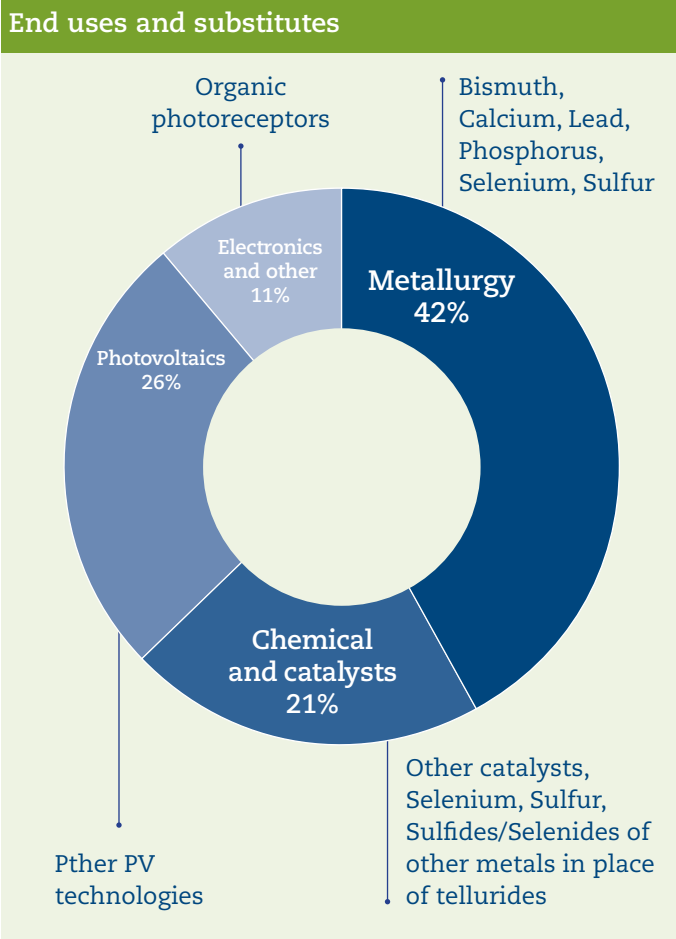 End uses and substitutes
Organic
photoreceptors
Bismuth,
Calcium, Lead,
Phosphorus,
Selenium, Sulfur
Electronics
and other
11%
Metallurgy
42%
Photovoltaics
26%
Chemical
and catalysts
21%
Pther PV
technologies
Other catalysts,
Selenium, Sulfur,
Sulfides/Selenides of
other metals in place
of tellurides